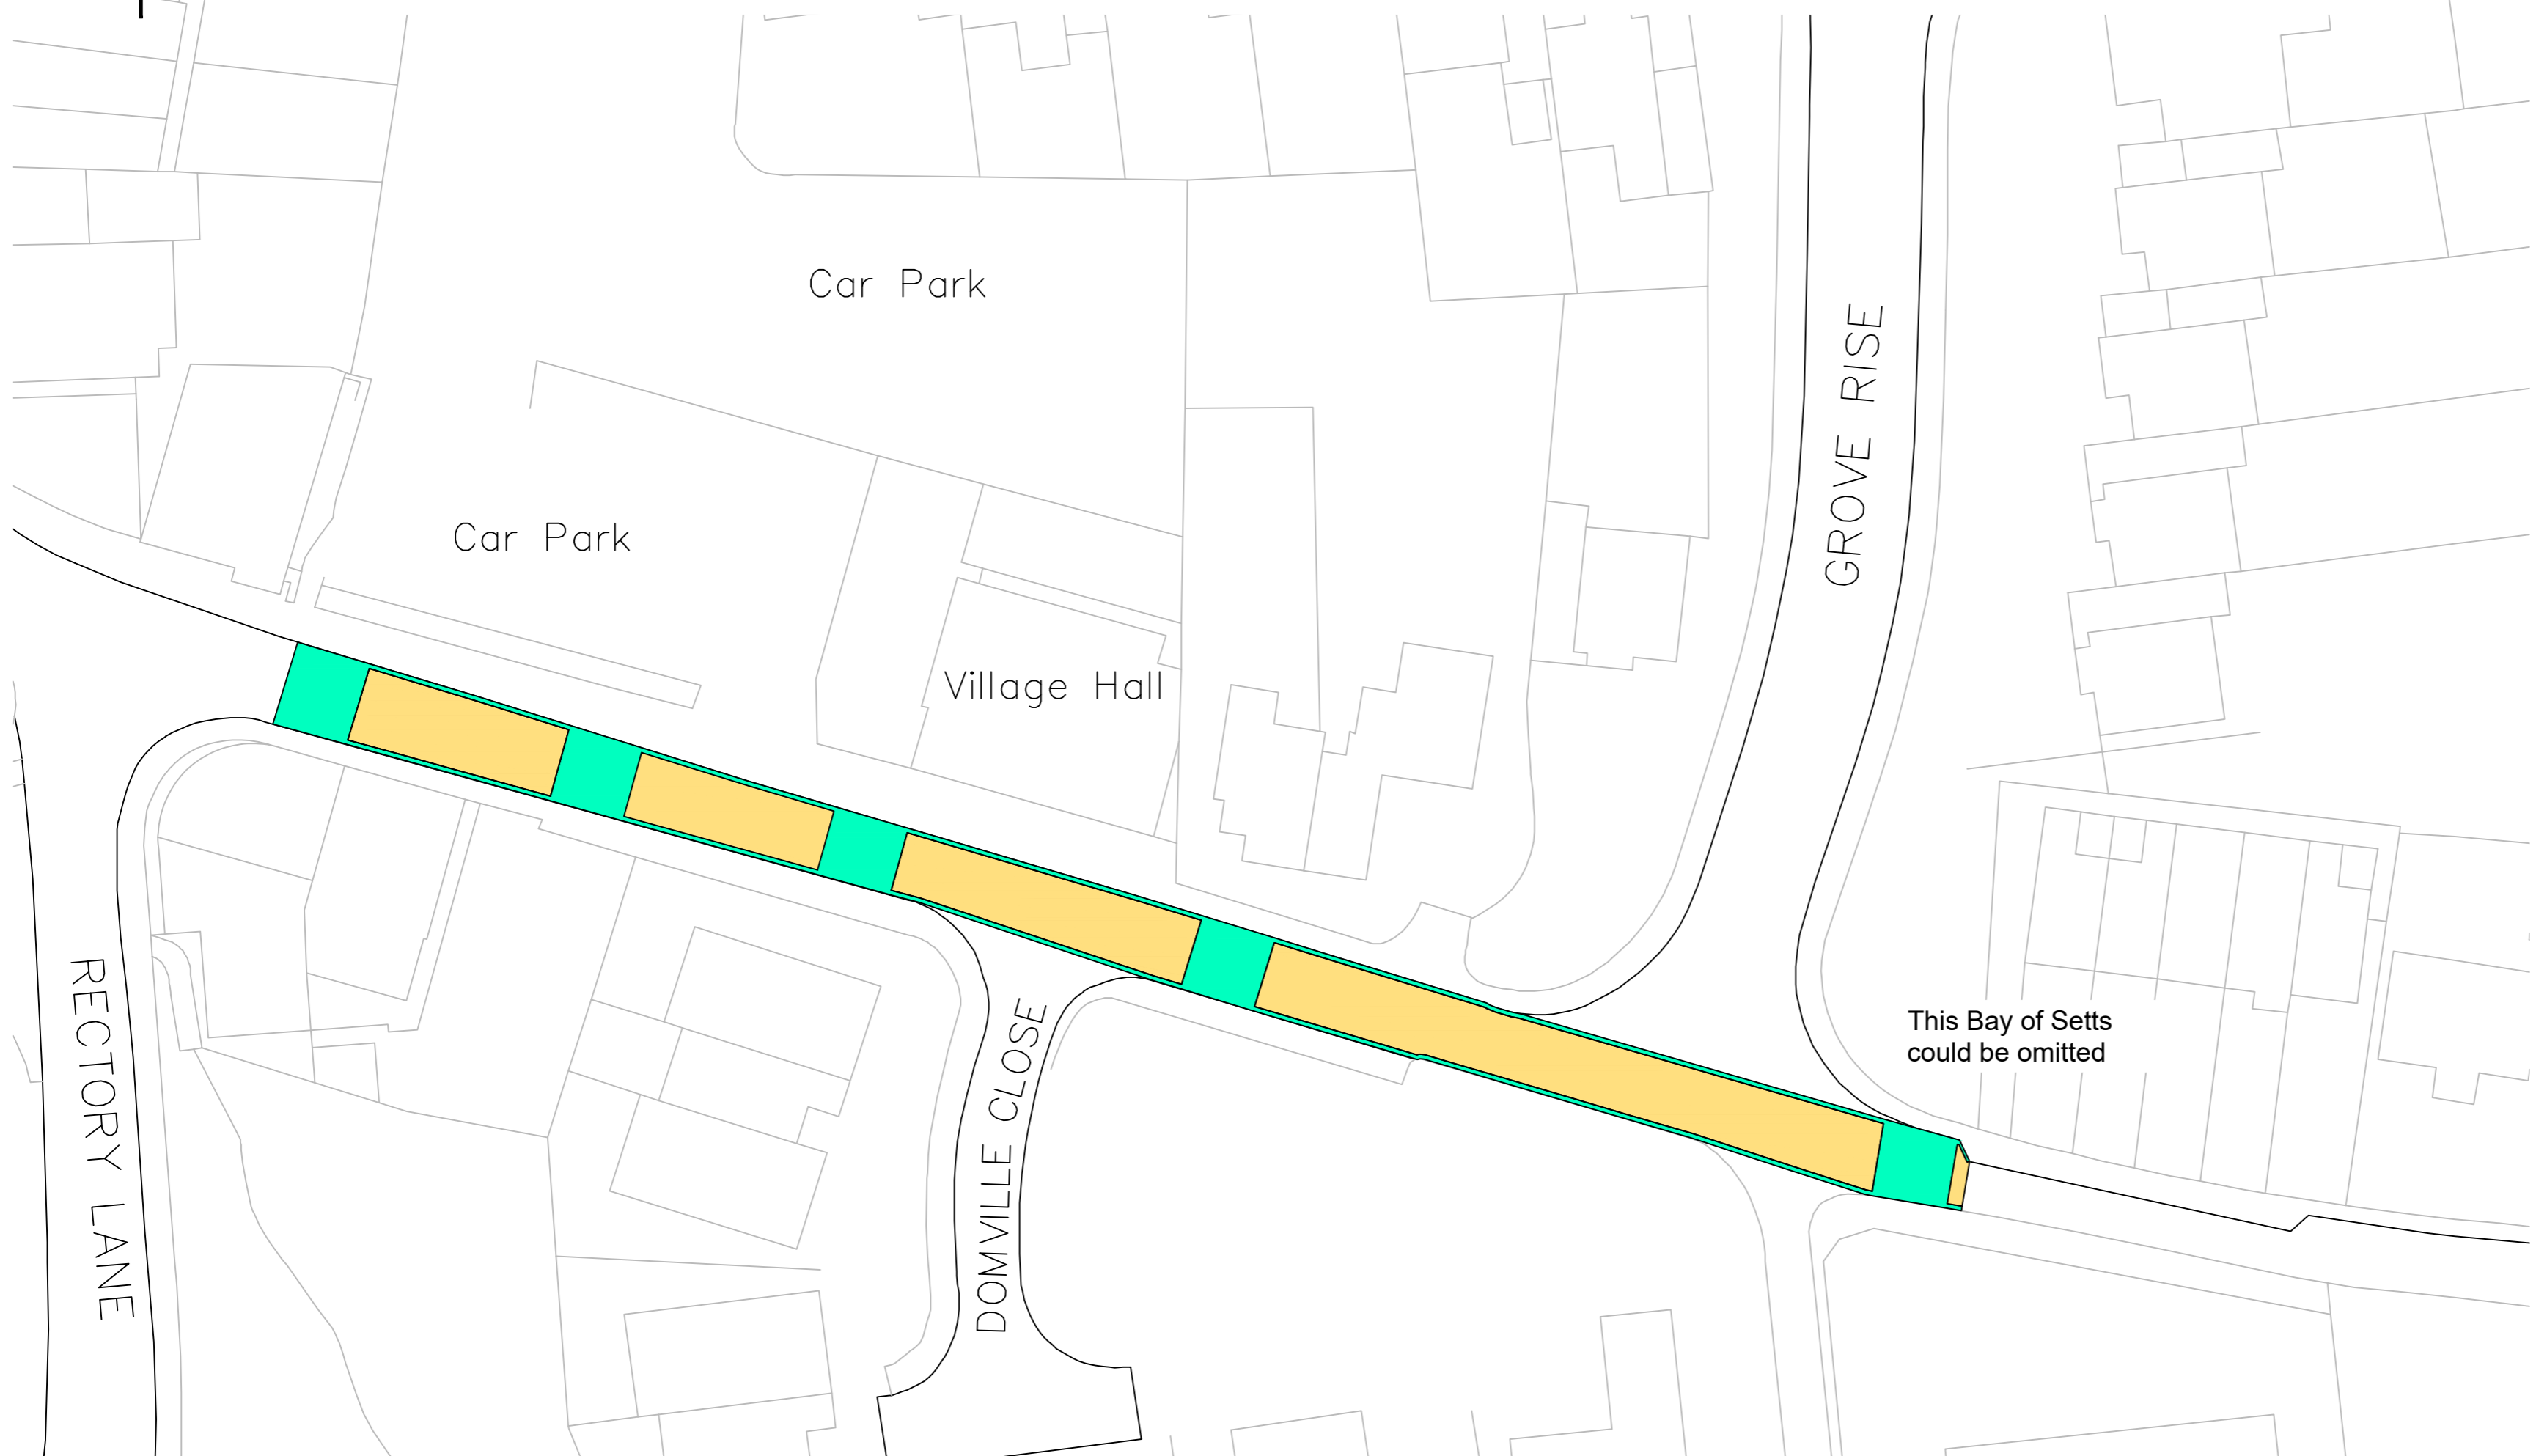 Car Park
GROVE RISE
Car Park
Village Hall
RECTORY LANE
DOMVILLE CLOSE
This Bay of Setts
could be omitted